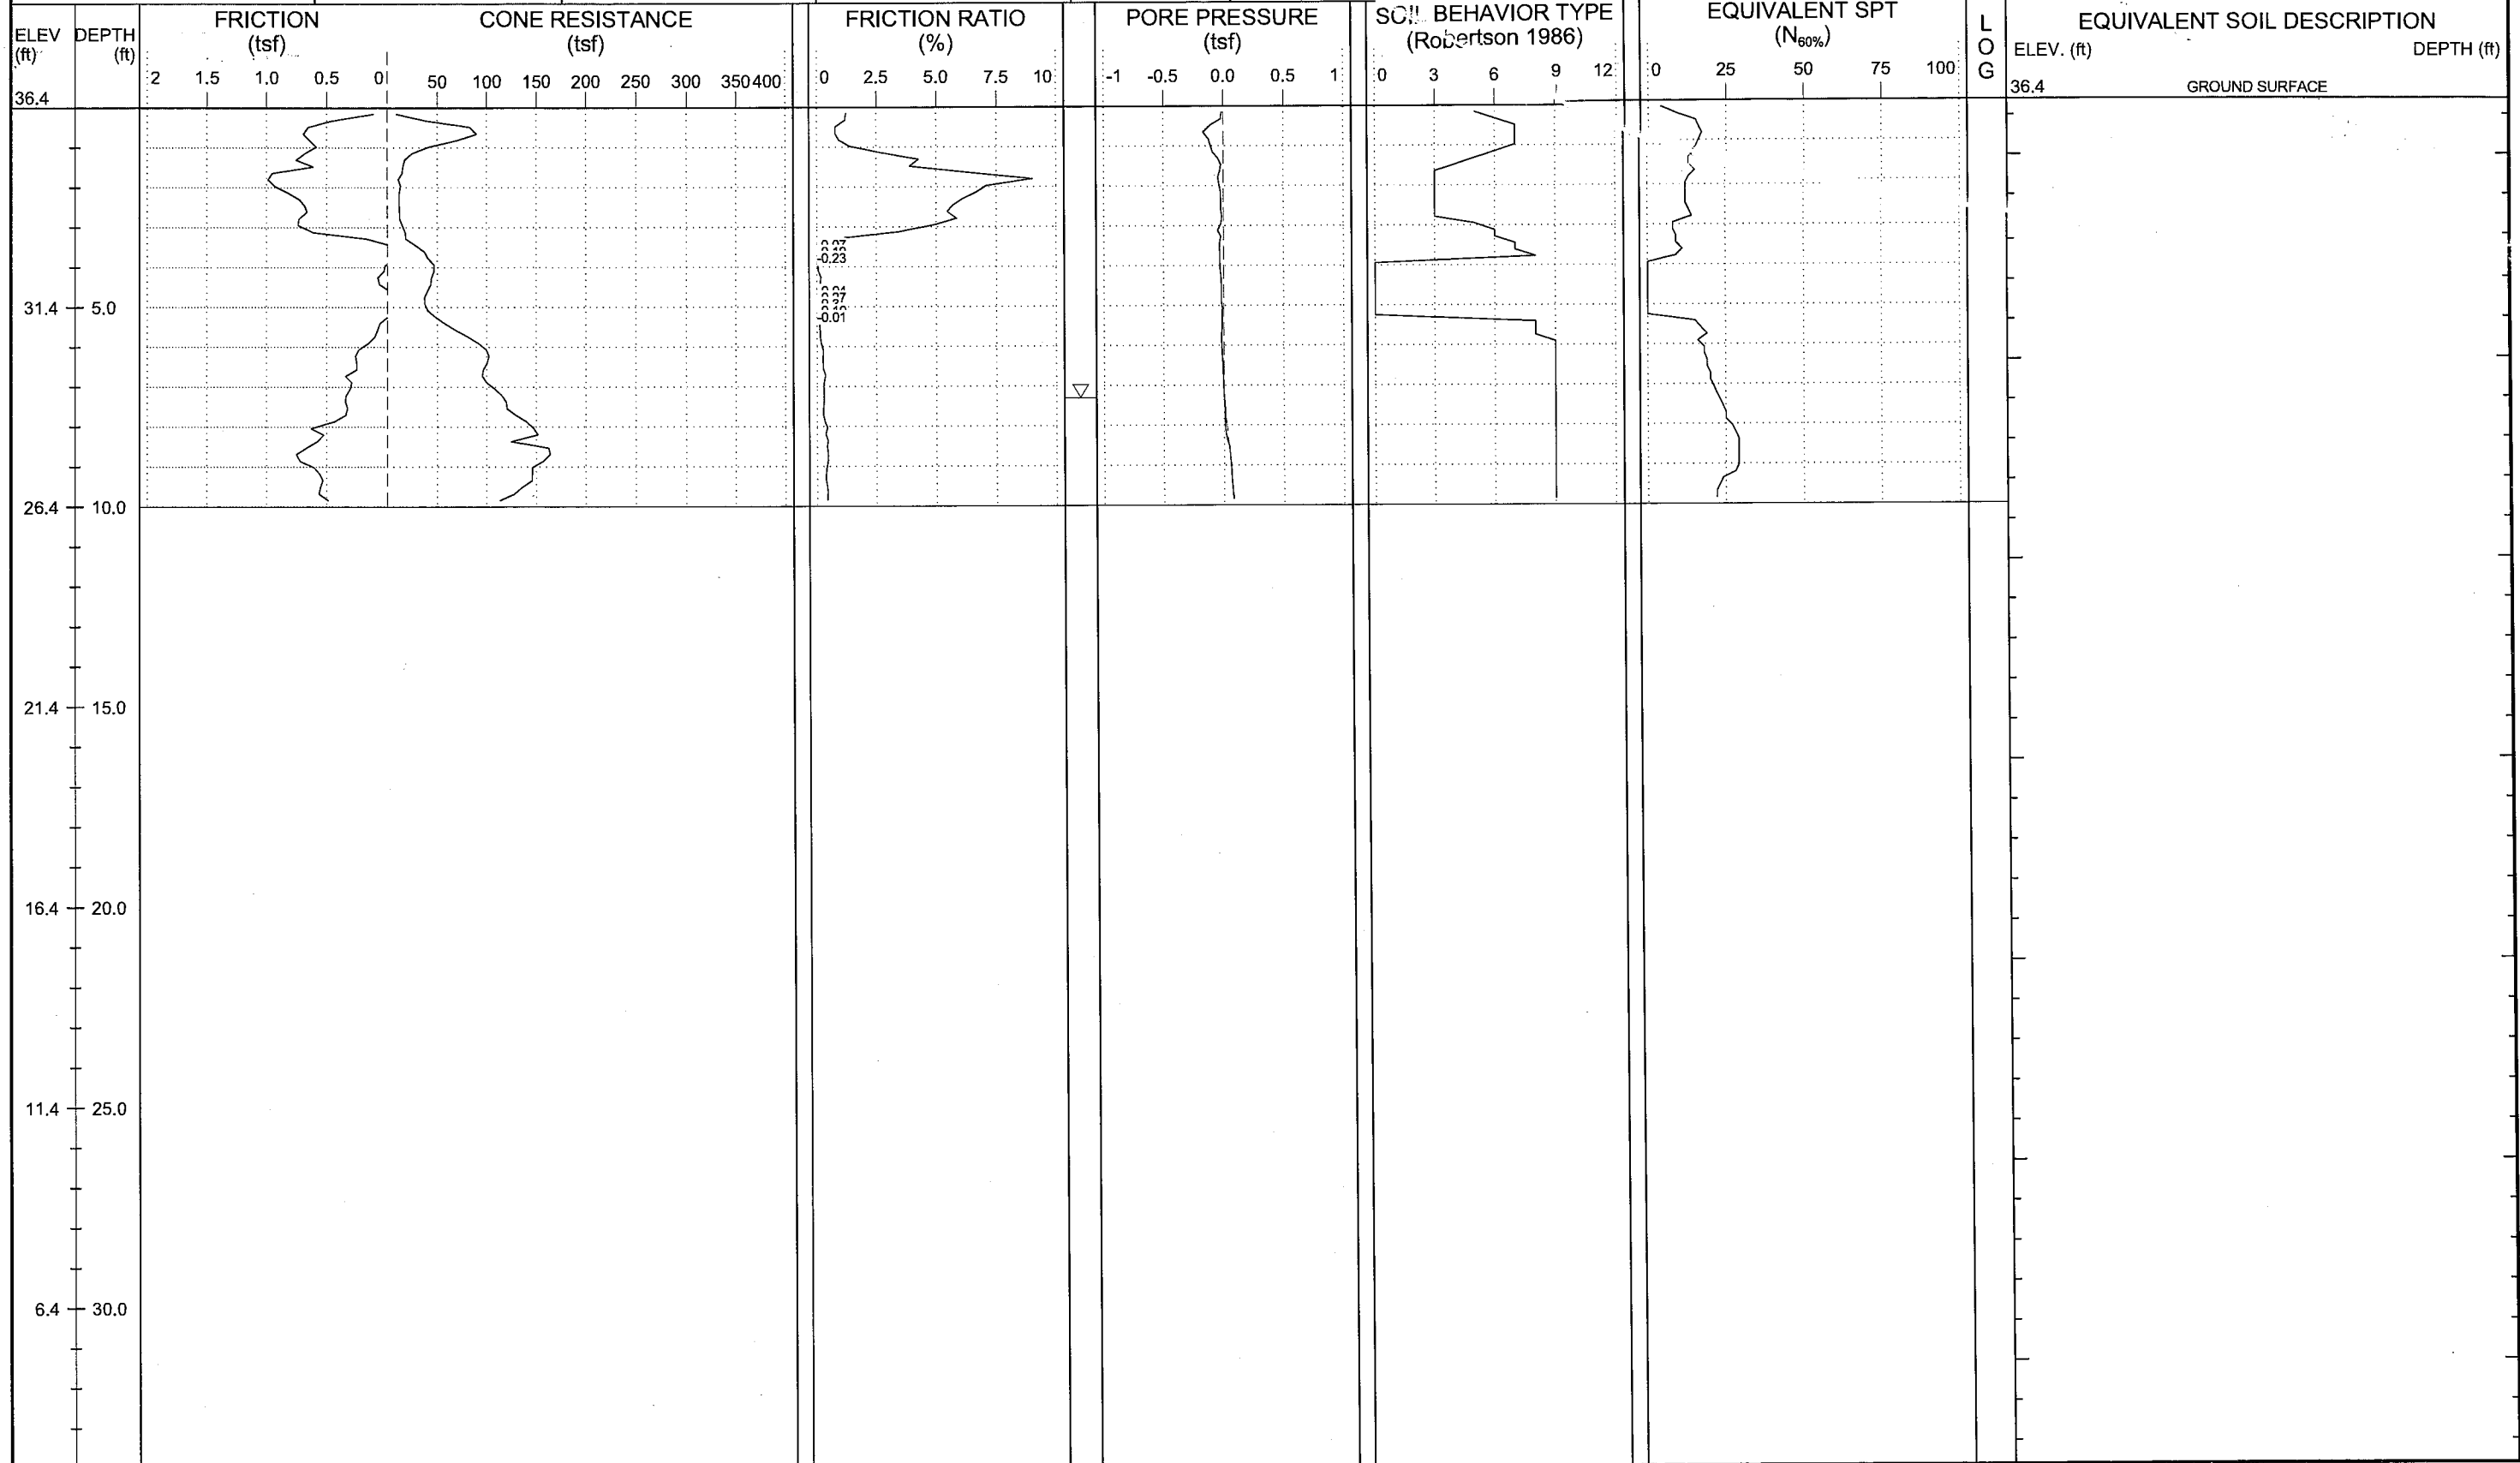 ELEV
(ft)
36.4
DEPTH
(ft)
FRICTION
(tsf)
2 1.5 1.0 0.5 0
CONE RESISTANCE
(tsf)
50 100 150 200 250 300 350 400
FRICTION RATIO
(%)
0 2.5 5.0 7.5 10
PORE PRESSURE
(tsf)
-1 -0.5 0.0 0.5 1
SOIL BEHAVIOR TYPE
(Robertson 1986)
0 3 6 9 12
EQUIVALENT SPT
(N60%)
0 25 50 75 100
L
O
G
EQUIVALENT SOIL DESCRIPTION
ELEV. (ft) DEPTH (ft)
36.4 GROUND SURFACE
-0.23
31.4 5.0
-0.01
26.4 10.0
21.4 15.0
16.4 20.0
11.4 25.0
6.4 30.0